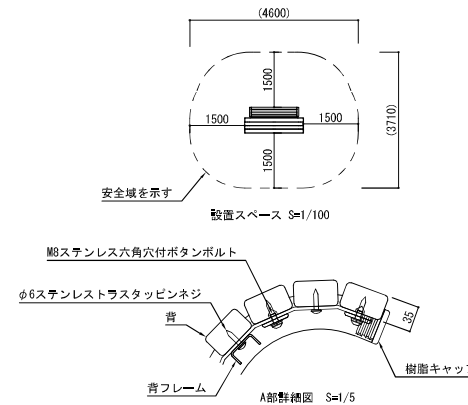 (4600)
1500
1500
1500
(3710)
1500
安全域を示す
設置スペース S=1/100
M8ステンレス六角穴付ボタンボルト
φ6ステンレストラスタッピンネジ
背
35
樹脂キャップ
背フレーム
A部詳細図 S=1/5